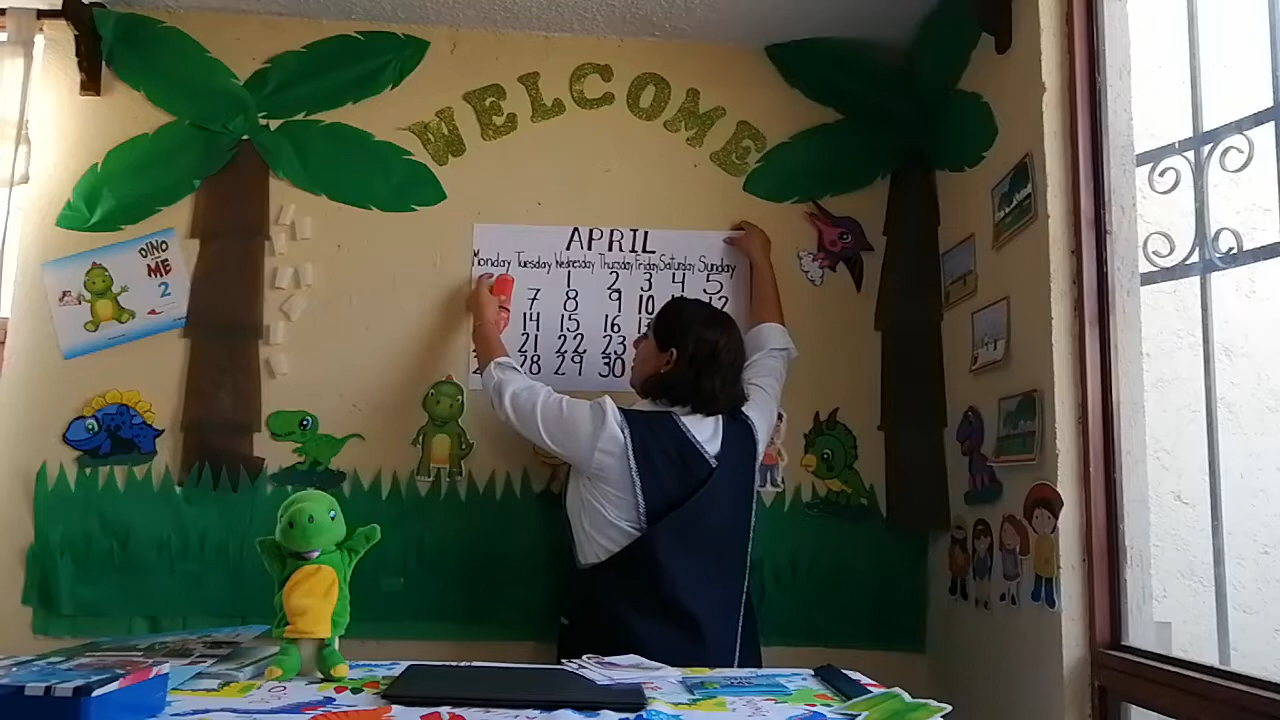 WELCOME
APRIL
Monday Tuesday Wednesday Thursday Friday Saturday Sunday
1 2 3 4 5
7 8 9 10 12
14 15 16
21 22 23
28 29 30
DINO
ME
2